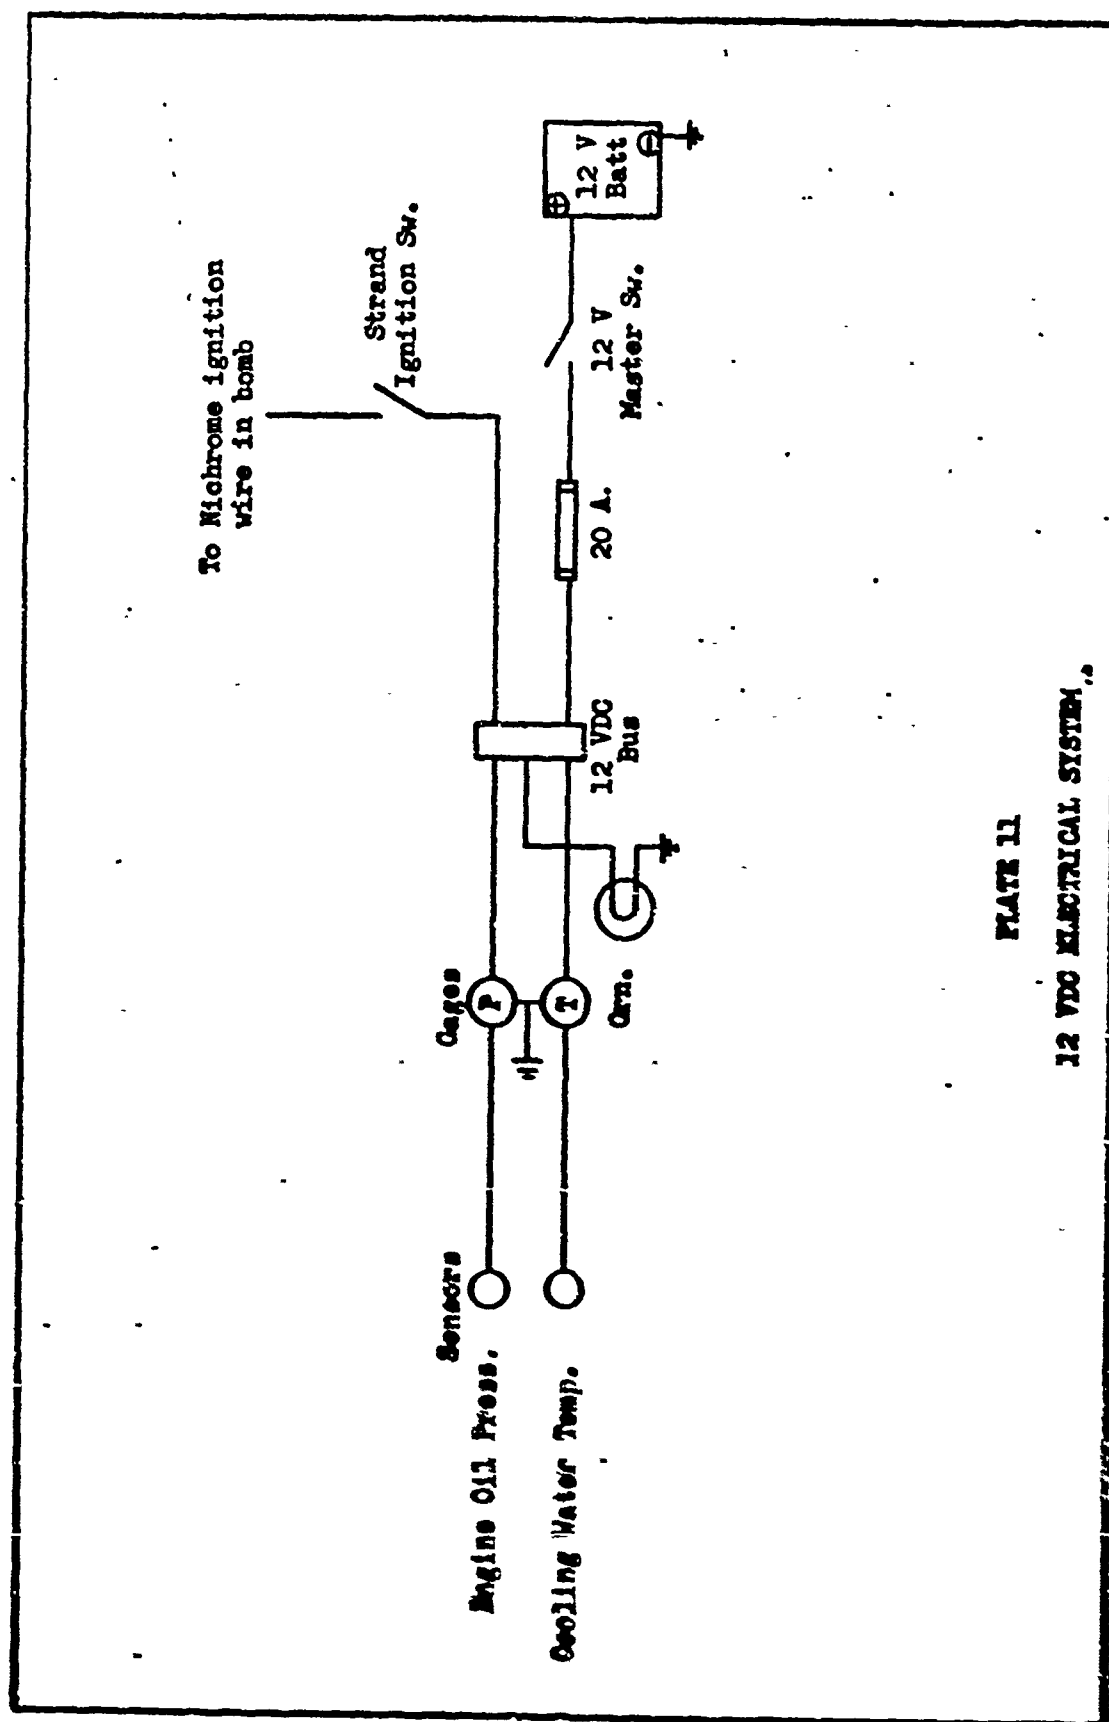 To Nichrome ignition
wire in bomb
Strand
Ignition Sw.
12 V
Batt
12 V
Master Sw.
20 A.
12 VDC
Bus
Gages
P
T
Grn.
Sensors
Engine Oil Press.
Cooling Water Temp.
PLATE 11
12 VDC ELECTRICAL SYSTEM